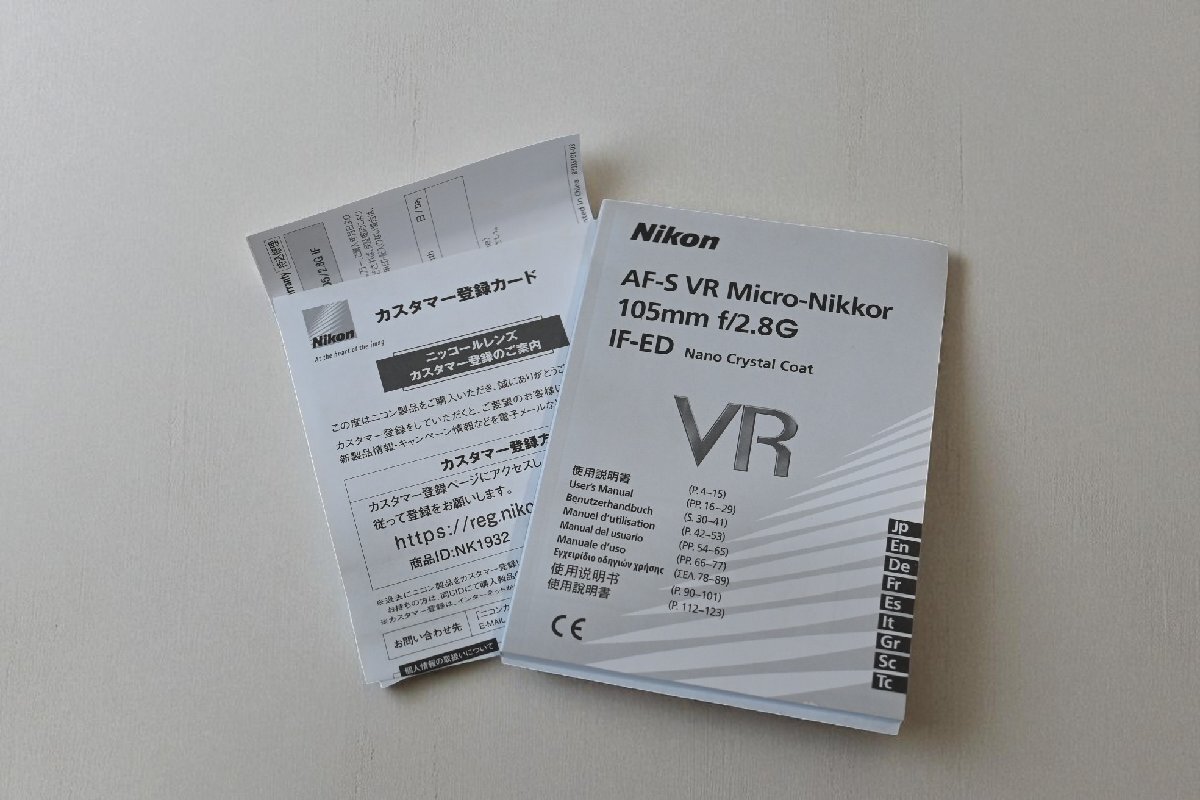 カスタマー登録カード
Nikon
At the heart of the image
ニッコールレンズ
カスタマー登録のご案内
この度はニコン製品をご購入いただき、誠にありがとうご
カスタマー登録をしていただくと、ご希望のお客様に
新製品情報・キャンペーン情報などを電子メールな
カスタマー登録方
カスタマー登録ページにアクセスし
従って登録をお願いします。
https://reg.niko
商品ID:NK1932
お問い合わせ先
ニコンカ
E-MAIL
個人情報の取扱いについて
Nikon
AF-S VR Micro-Nikkor
105mm f/2.8G
IF-ED Nano Crystal Coat
VR
使用説明書 (P. 4–15)
User's Manual (PP. 16–29)
Benutzerhandbuch (S. 30–41)
Manuel d'utilisation (P. 42–53)
Manual del usuario (PP. 54–65)
Manuale d'uso (PP. 66–77)
Εγχειρίδιο οδηγιών χρήσης (ΣΕΛ. 78–89)
使用说明书 (P. 90–101)
使用說明書 (P. 112–123)
CE
Jp
En
De
Fr
Es
It
Gr
Sc
Tc